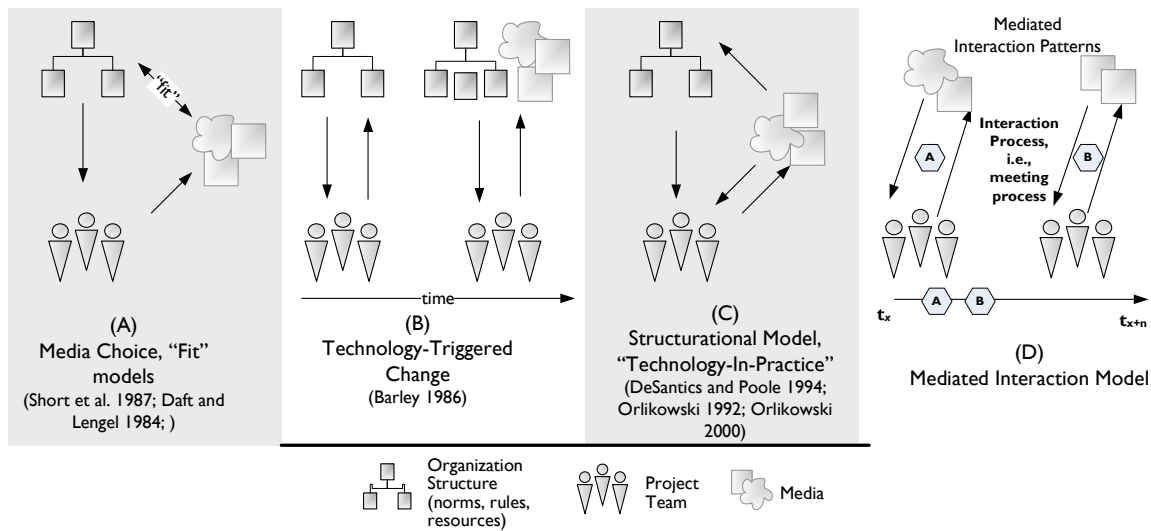 “fit”
(A)
Media Choice, “Fit”
models
(Short et al. 1987; Daft and
Lengel 1984; )
time
(B)
Technology-Triggered
Change
(Barley 1986)
(C)
Structurational Model,
“Technology-In-Practice”
(DeSantics and Poole 1994;
Orlikowski 1992; Orlikowski
2000)
Mediated
Interaction Patterns
A
Interaction
Process,
i.e.,
meeting
process
B
A B
tx
tx+n
(D)
Mediated Interaction Model
Organization
Structure
(norms, rules,
resources)
Project
Team
Media